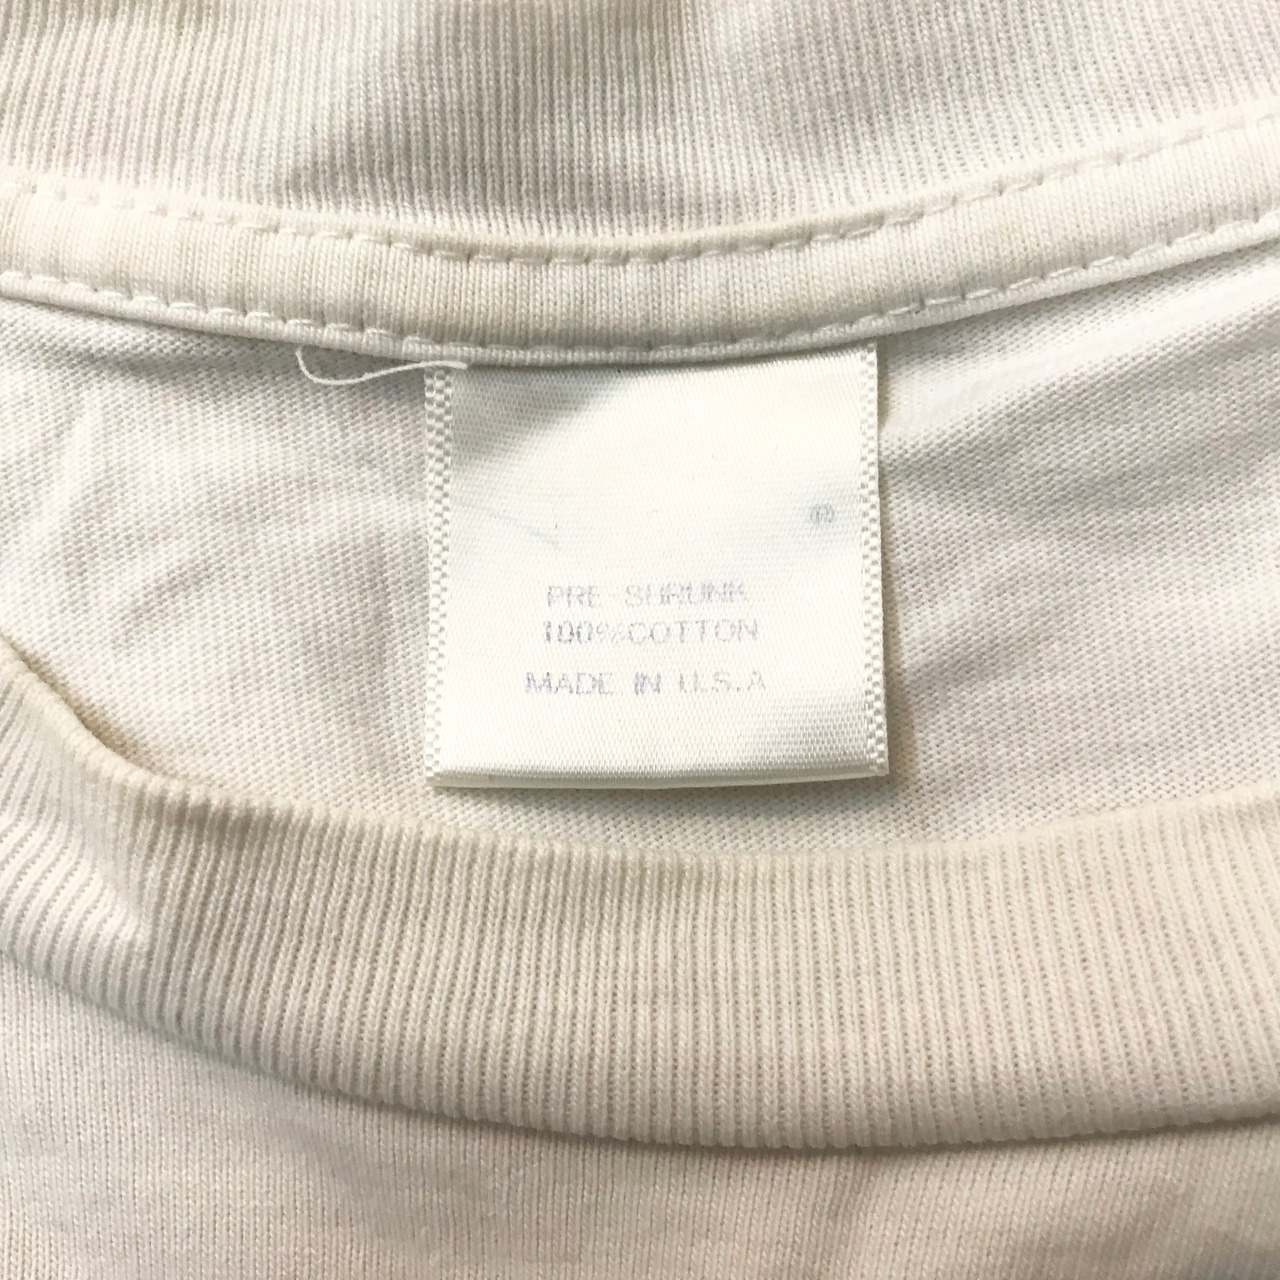 ®
PRE-SHRUNK
100%COTTON
MADE IN U.S.A